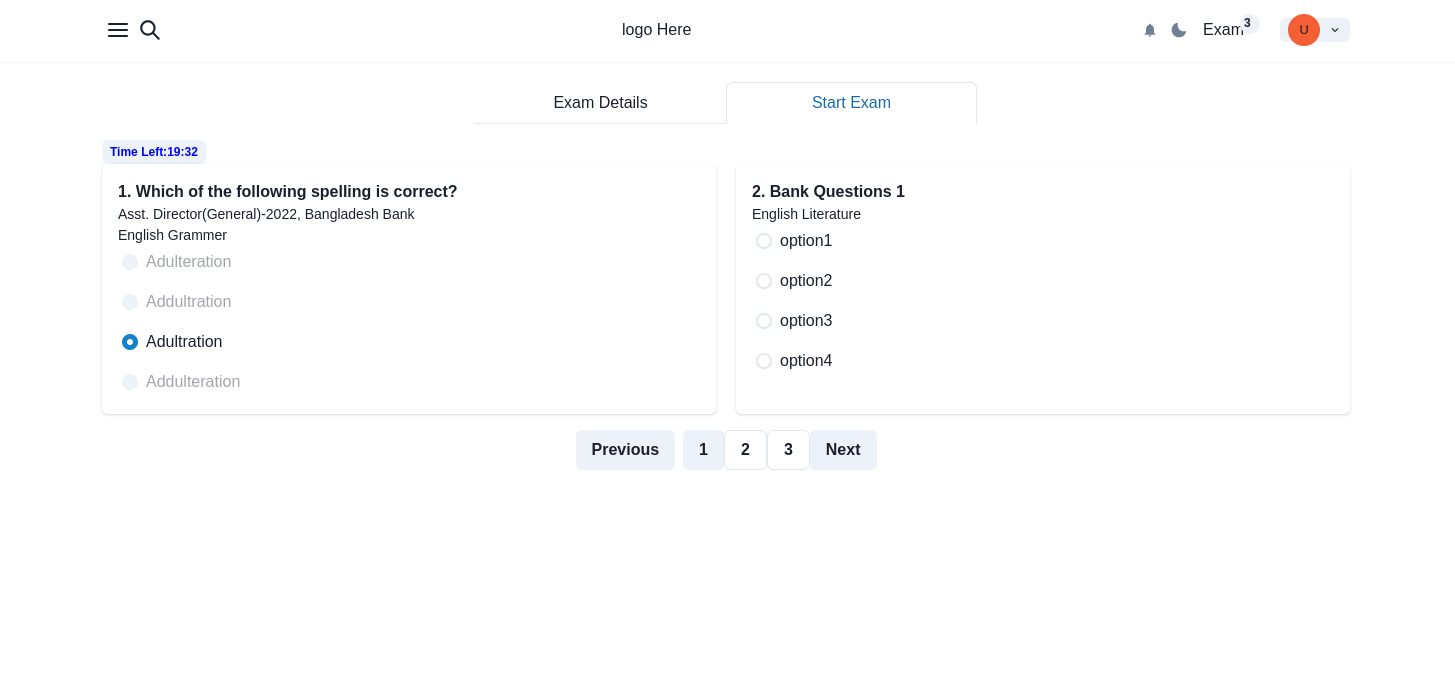 logo Here
Exam 3
U
Exam Details
Start Exam
Time Left:19:32
1. Which of the following spelling is correct?
Asst. Director(General)-2022, Bangladesh Bank
English Grammer
Adulteration
Addultration
Adultration
Addulteration
2. Bank Questions 1
English Literature
option1
option2
option3
option4
Previous 1 2 3 Next